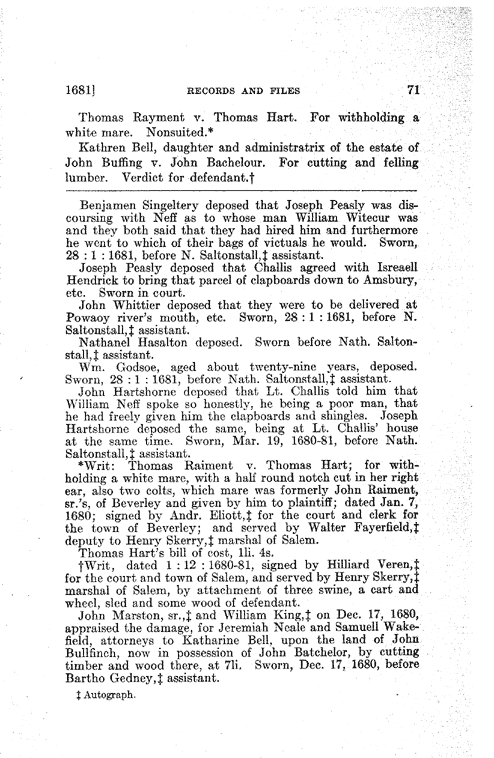 1681] RECORDS AND FILES 71
Thomas Rayment v. Thomas Hart. For withholding a
white mare. Nonsuited.*
Kathren Bell, daughter and administratrix of the estate of
John Buffing v. John Bachelour. For cutting and felling
lumber. Verdict for defendant.†
Benjamen Singeltery deposed that Joseph Peasly was dis-
coursing with Neff as to whose man William Witecur was
and they both said that they had hired him and furthermore
he went to which of their bags of victuals he would. Sworn,
28 : 1 : 1681, before N. Saltonstall,‡ assistant.
Joseph Peasly deposed that Challis agreed with Isreaell
Hendrick to bring that parcel of clapboards down to Amsbury,
etc. Sworn in court.
John Whittier deposed that they were to be delivered at
Powaoy river's mouth, etc. Sworn, 28 : 1 : 1681, before N.
Saltonstall,‡ assistant.
Nathanel Hasalton deposed. Sworn before Nath. Salton-
stall,‡ assistant.
Wm. Godsoe, aged about twenty-nine years, deposed.
Sworn, 28 : 1 : 1681, before Nath. Saltonstall,‡ assistant.
John Hartshorne deposed that Lt. Challis told him that
William Neff spoke so honestly, he being a poor man, that
he had freely given him the clapboards and shingles. Joseph
Hartshorne deposed the same, being at Lt. Challis' house
at the same time. Sworn, Mar. 19, 1680-81, before Nath.
Saltonstall,‡ assistant.
*Writ: Thomas Raiment v. Thomas Hart; for with-
holding a white mare, with a half round notch cut in her right
ear, also two colts, which mare was formerly John Raiment,
sr.'s, of Beverley and given by him to plaintiff; dated Jan. 7,
1680; signed by Andr. Eliott,‡ for the court and clerk for
the town of Beverley; and served by Walter Fayerfield,‡
deputy to Henry Skerry,‡ marshal of Salem.
Thomas Hart's bill of cost, 1li. 4s.
†Writ, dated 1 : 12 : 1680-81, signed by Hilliard Veren,‡
for the court and town of Salem, and served by Henry Skerry,‡
marshal of Salem, by attachment of three swine, a cart and
wheel, sled and some wood of defendant.
John Marston, sr.,‡ and William King,‡ on Dec. 17, 1680,
appraised the damage, for Jeremiah Neale and Samuell Wake-
field, attorneys to Katharine Bell, upon the land of John
Bullfinch, now in possession of John Batchelor, by cutting
timber and wood there, at 7li. Sworn, Dec. 17, 1680, before
Bartho Gedney,‡ assistant.
‡ Autograph.